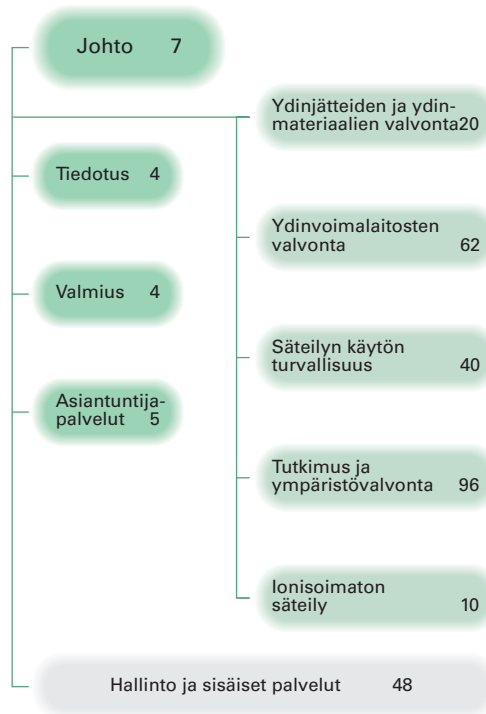 Johto 7
Ydinjätteiden ja ydin-
materiaalien valvonta20
Tiedotus 4
Ydinvoimalaitosten
valvonta 62
Valmius 4
Säteilyn käytön
turvallisuus 40
Asiantuntija-
palvelut 5
Tutkimus ja
ympäristövalvonta 96
Ionisoimaton
säteily 10
Hallinto ja sisäiset palvelut 48